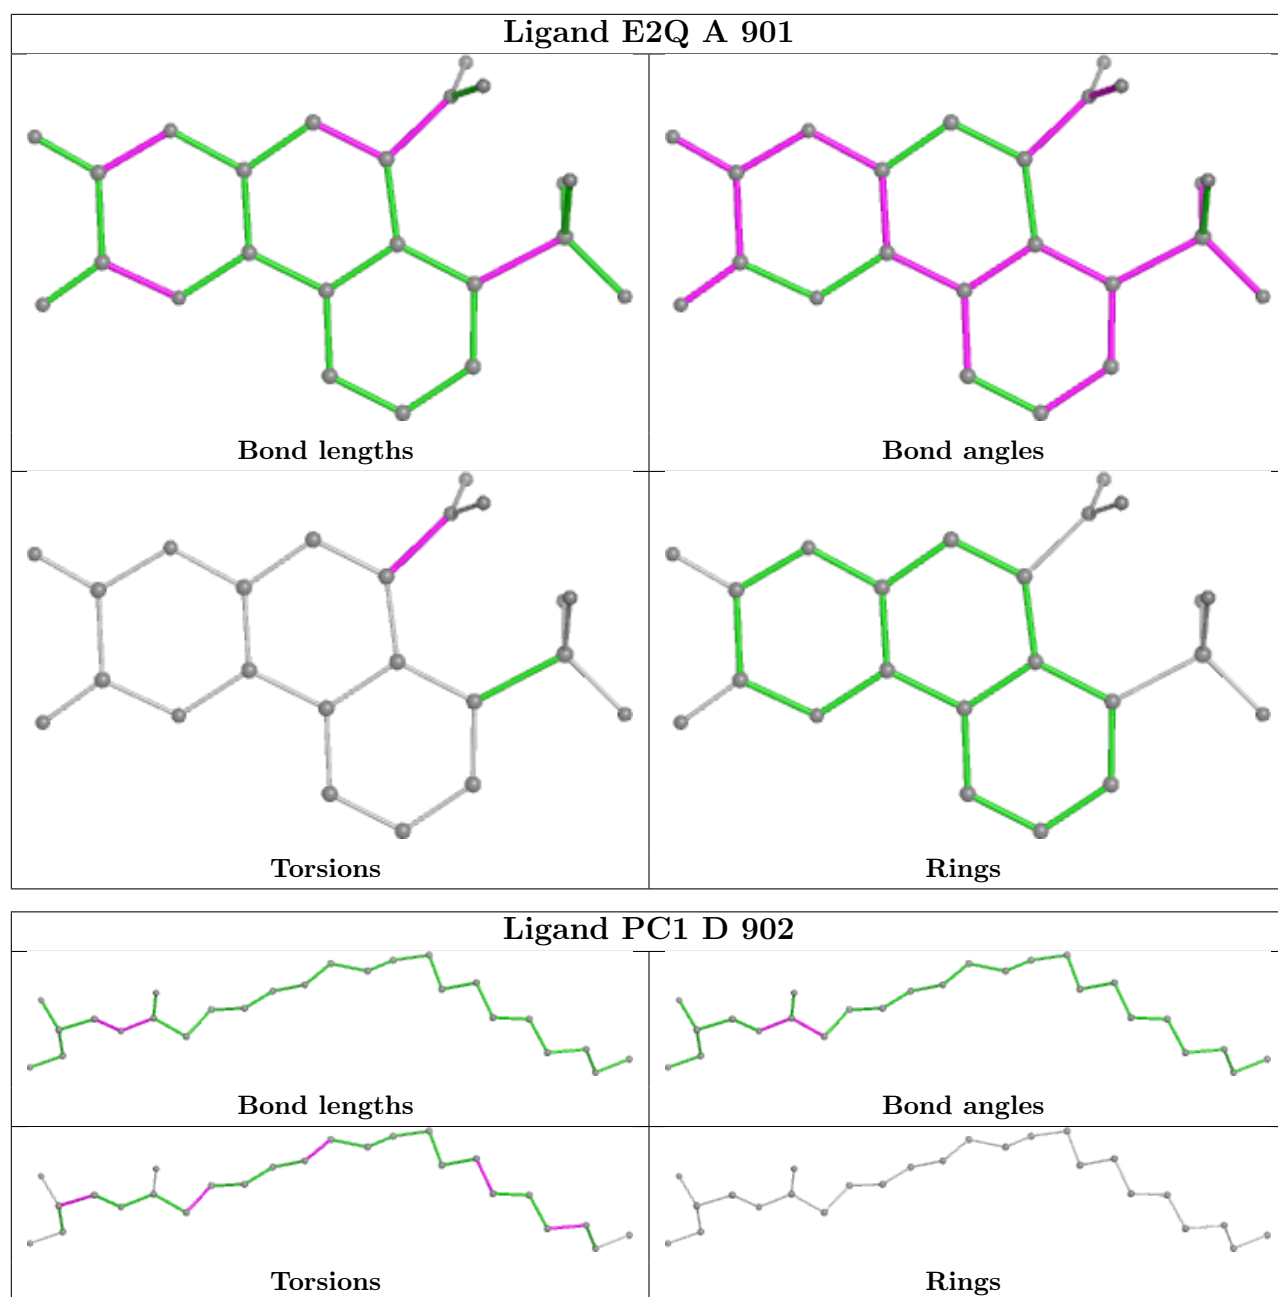 Ligand E2Q A 901
Bond lengths
Bond angles
Torsions
Rings
Ligand PC1 D 902
Bond lengths
Bond angles
Torsions
Rings